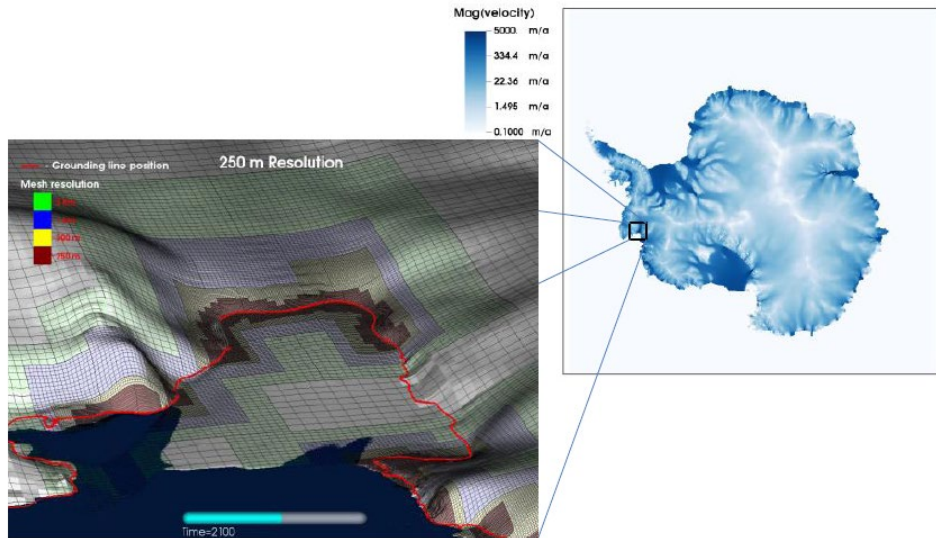 Mag(velocity)
5000. m/a
334.4 m/a
22.36 m/a
1.495 m/a
0.1000 m/a
- Grounding line position
250 m Resolution
Mesh resolution
Time=2100